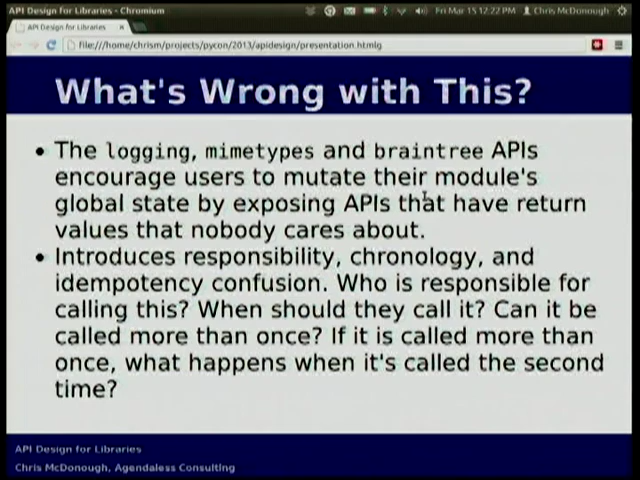 API Design for Libraries - Chromium
Fri Mar 15 12:22 PM Chris McDonough
API Design for Libraries
file:///home/chrism/projects/pycon/2013/apidesign/presentation.html
What's Wrong with This?
• The logging, mimetypes and braintree APIs
encourage users to mutate their module's
global state by exposing APIs that have return
values that nobody cares about.
• Introduces responsibility, chronology, and
idempotency confusion. Who is responsible for
calling this? When should they call it? Can it be
called more than once? If it is called more than
once, what happens when it's called the second
time?
API Design for Libraries
Chris McDonough, Agendaless Consulting